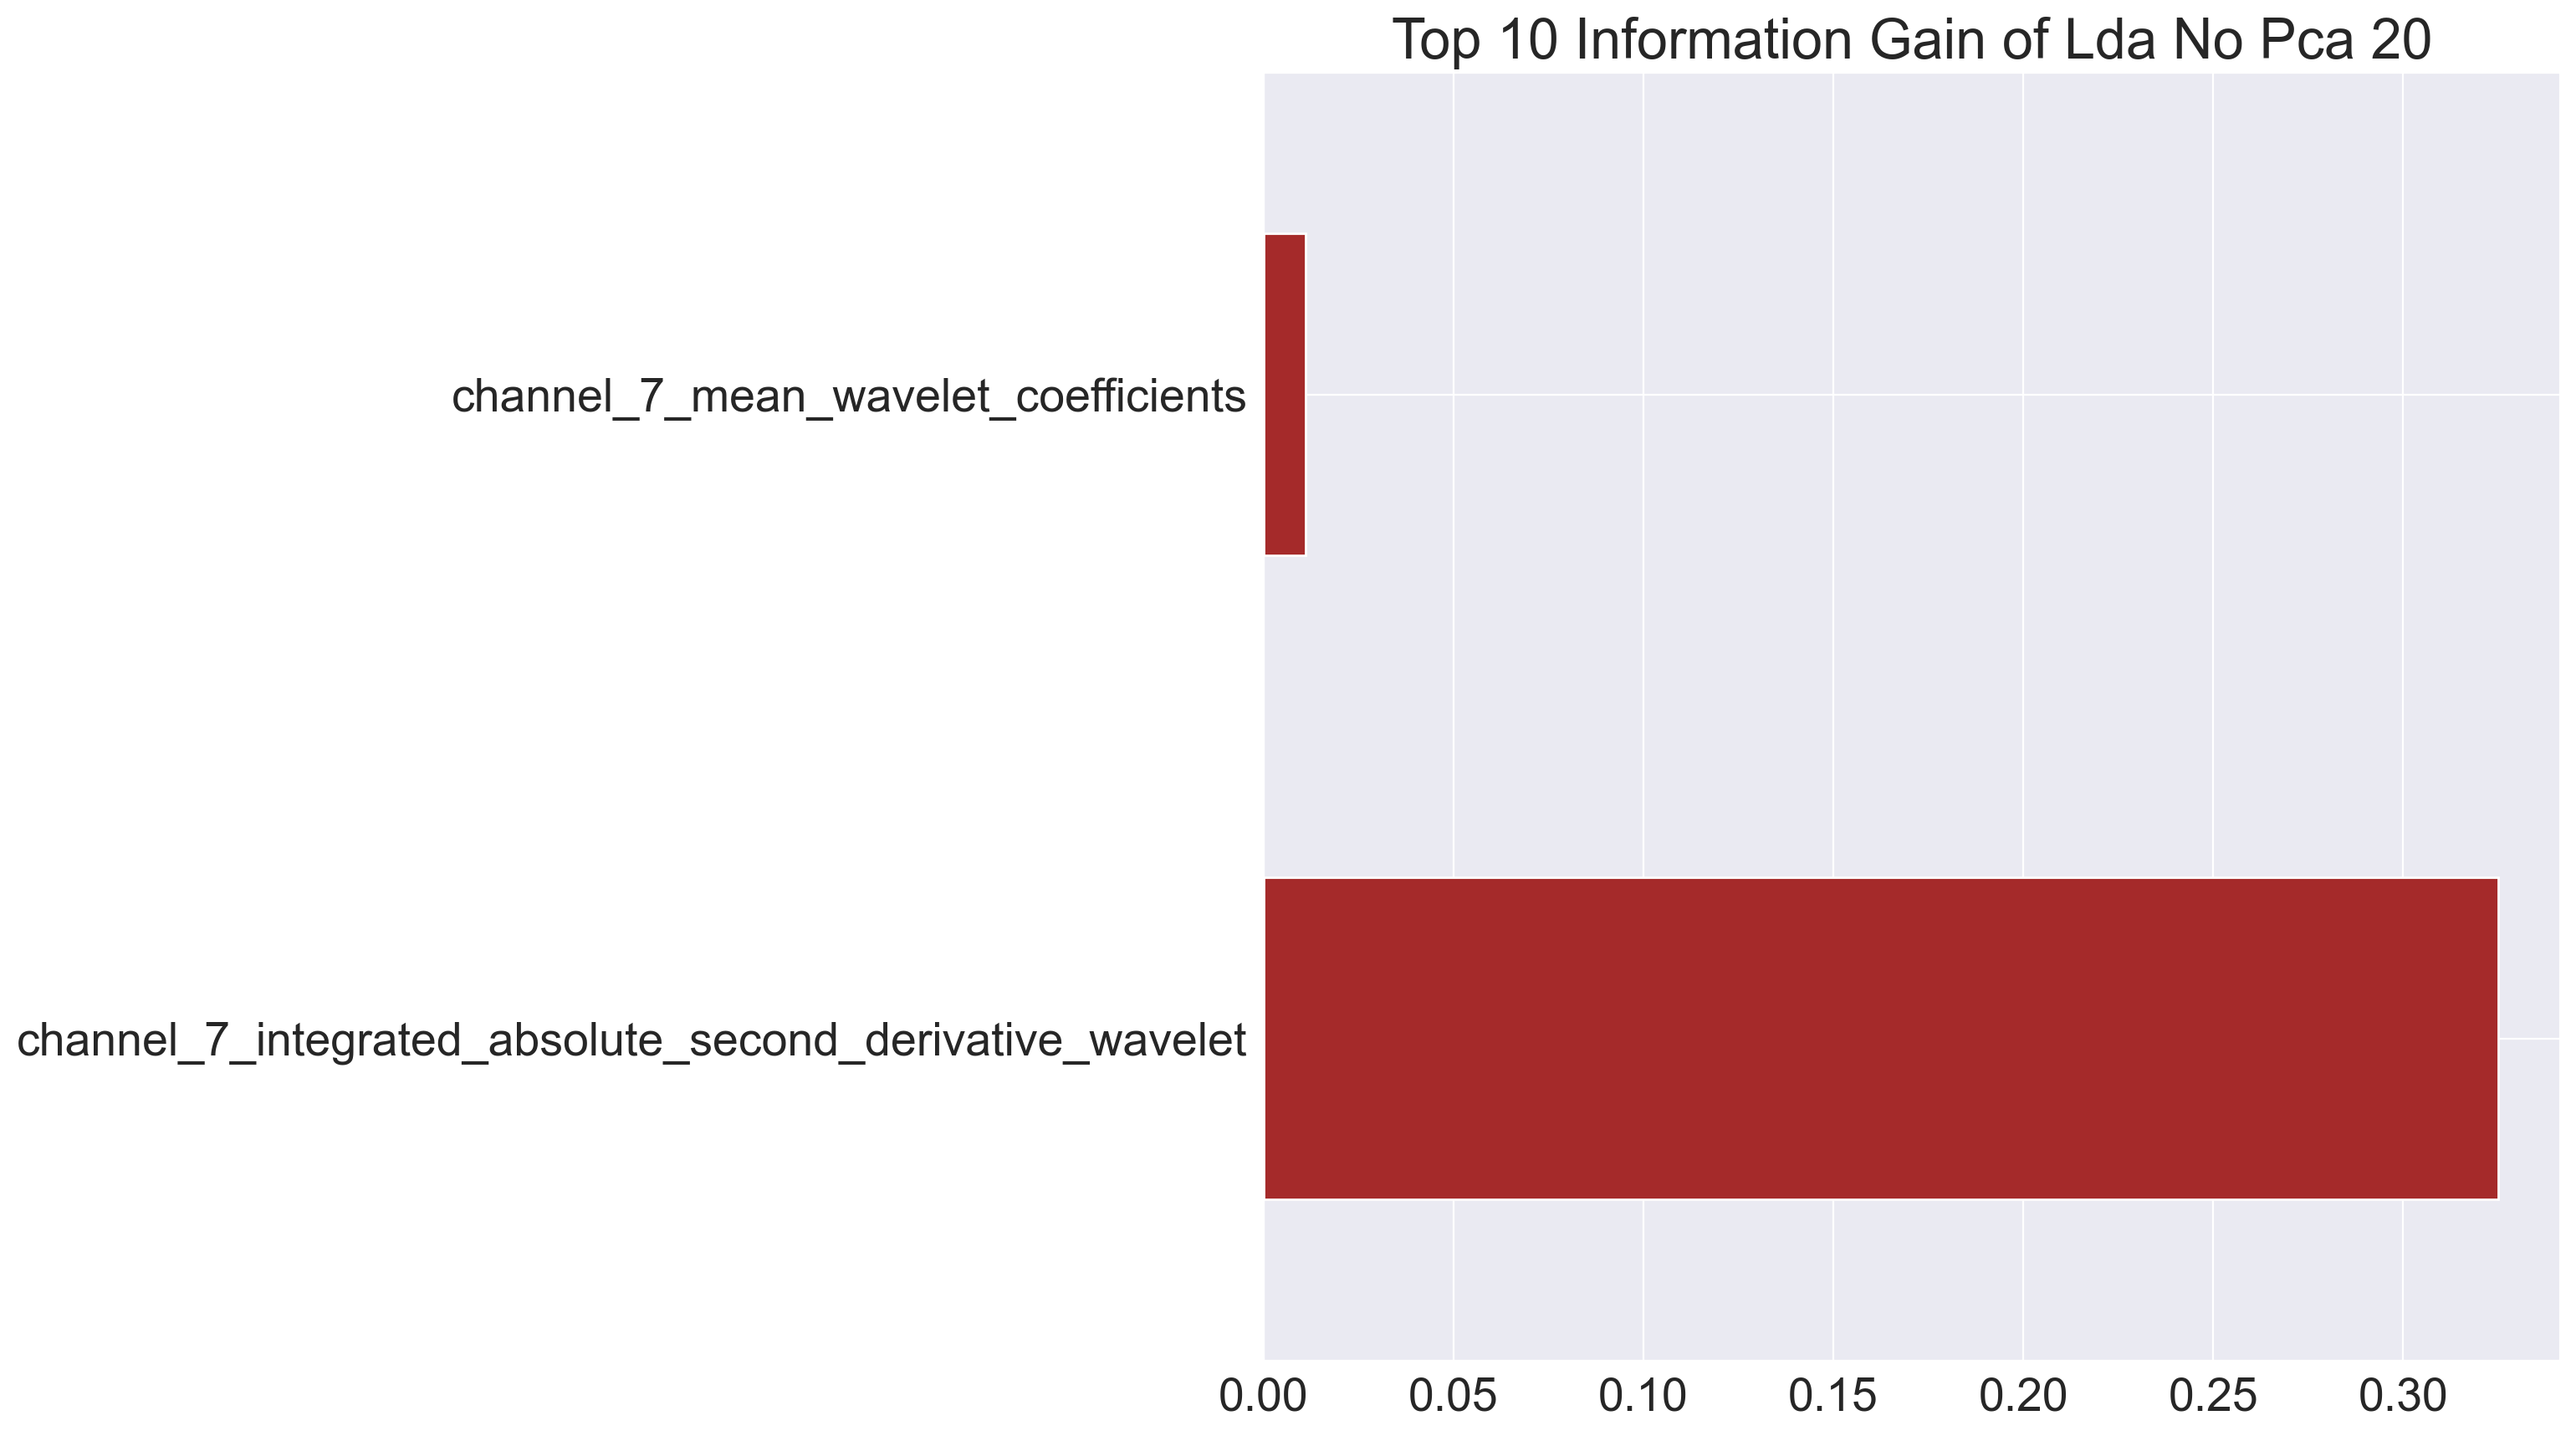 Top 10 Information Gain of Lda No Pca 20
channel_7_mean_wavelet_coefficients
channel_7_integrated_absolute_second_derivative_wavelet
0.00 0.05 0.10 0.15 0.20 0.25 0.30